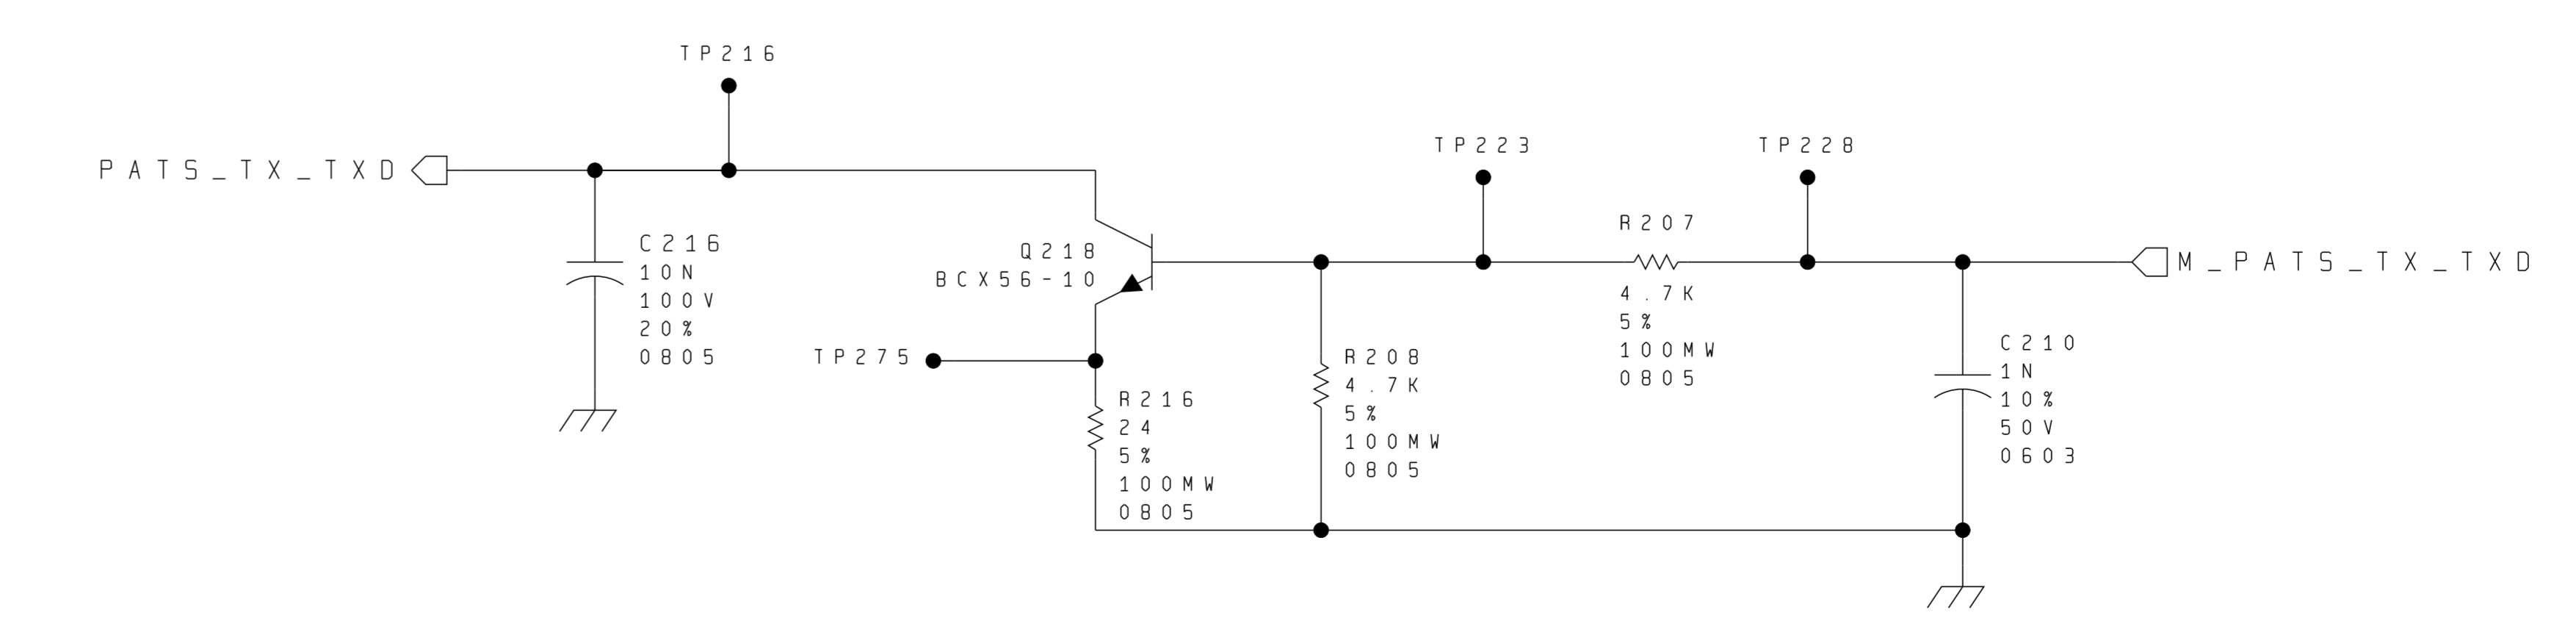 TP216
PATS_TX_TXD
C216
10N
100V
20%
0805
Q218
BCX56-10
TP275
R216
24
5%
100MW
0805
R208
4.7K
5%
100MW
0805
TP223
R207
4.7K
5%
100MW
0805
TP228
M_PATS_TX_TXD
C210
1N
10%
50V
0603